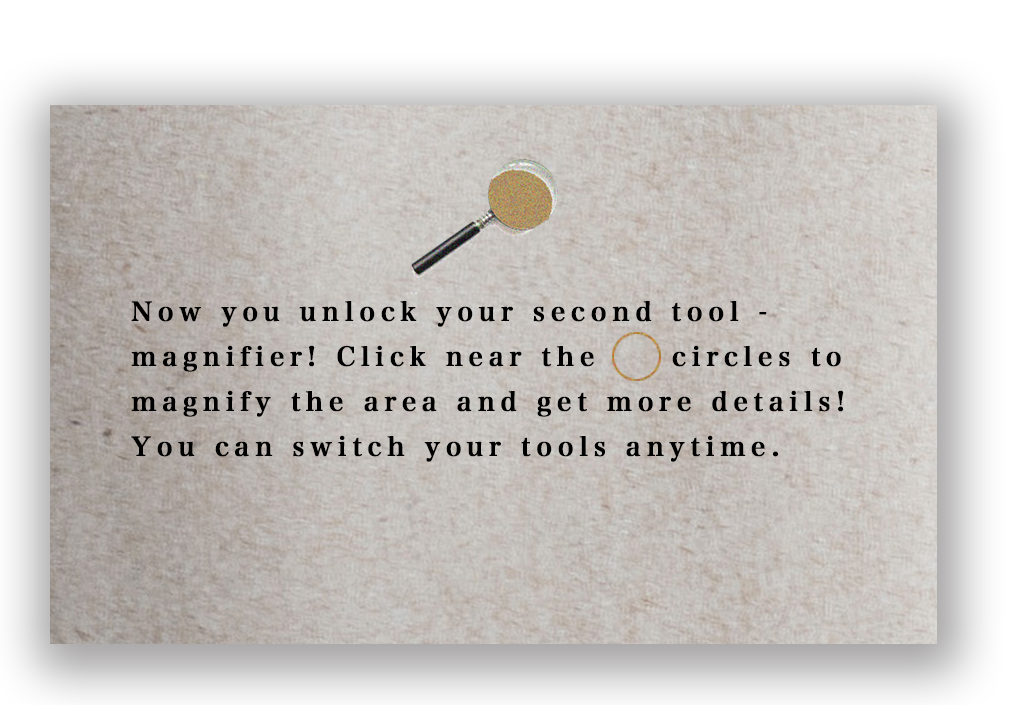 Now you unlock your second tool -
magnifier! Click near the circles to
magnify the area and get more details!
You can switch your tools anytime.